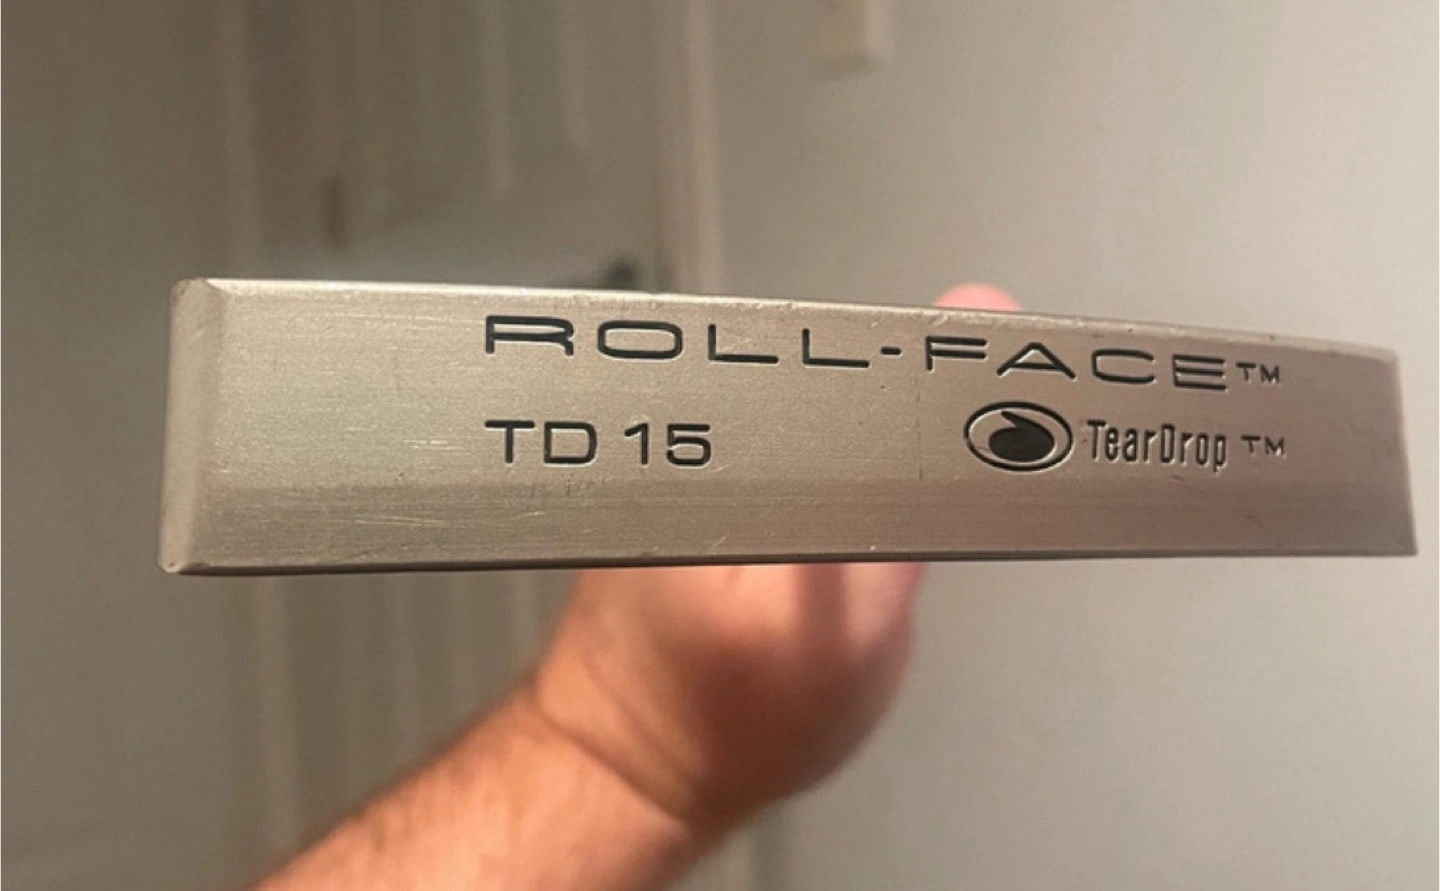 ROLL-FACE™
TD 15
TearDrop ™